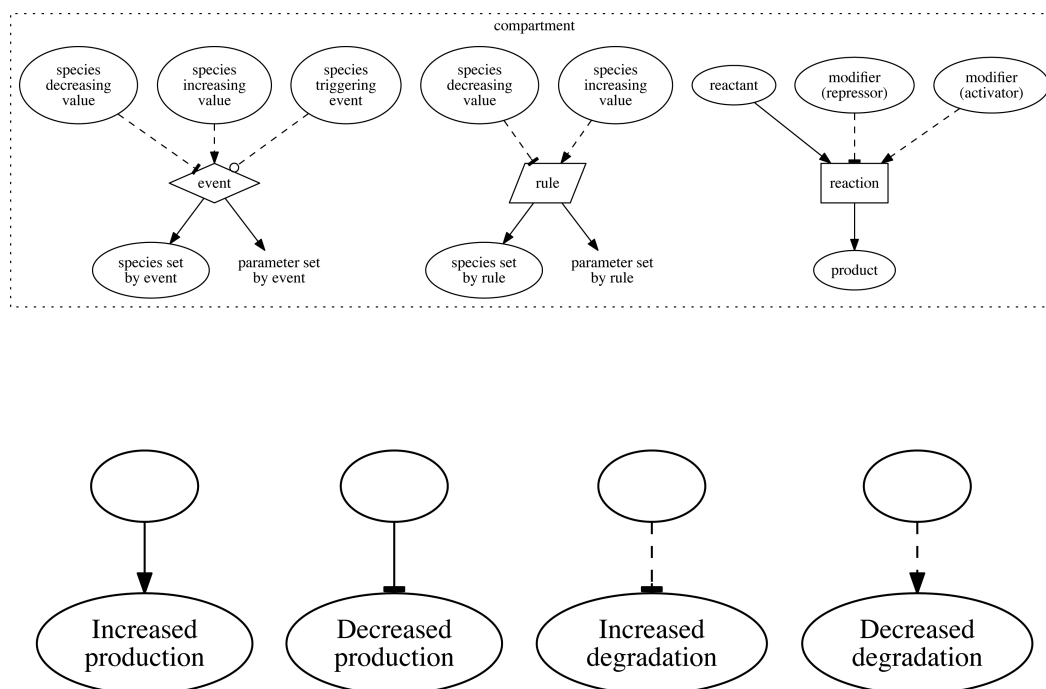 compartment
species
decreasing
value
species
increasing
value
species
triggering
event
species
decreasing
value
species
increasing
value
reactant
modifier
(repressor)
modifier
(activator)
event
rule
reaction
species set
by event
parameter set
by event
species set
by rule
parameter set
by rule
product
Increased
production
Decreased
production
Increased
degradation
Decreased
degradation